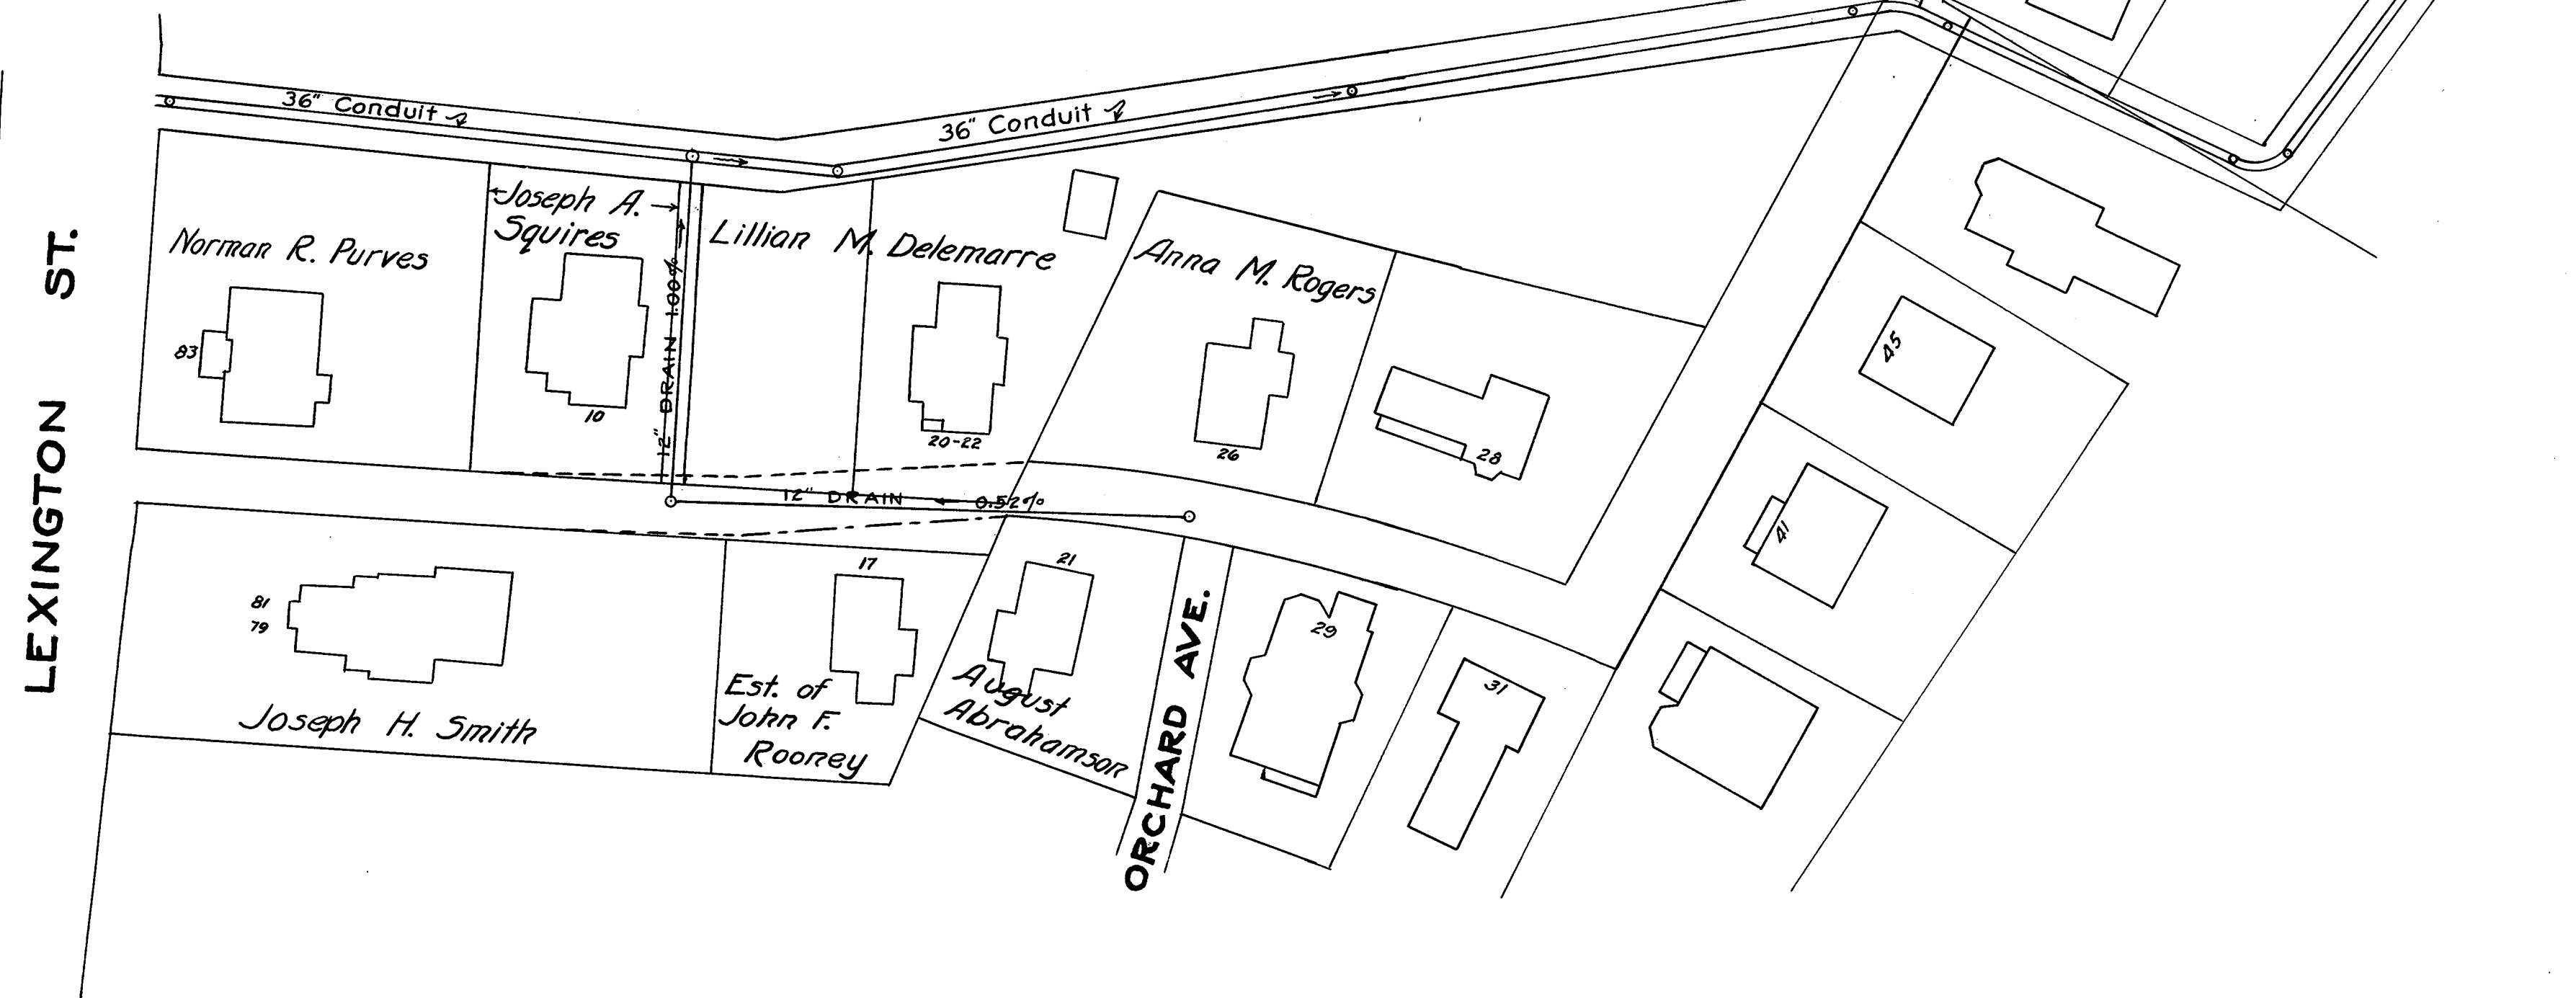 36" Conduit
36" Conduit
Joseph A.
Squires
Norman R. Purves
Lillian M. Delemarre
Anna M. Rogers
LEXINGTON ST.
83
10
12" DRAIN 1.00%
20-22
26
28
45
41
12" DRAIN 0.52%
17
21
81
79
29
31
Joseph H. Smith
Est. of
John F.
Rooney
August
Abrahamson
ORCHARD AVE.